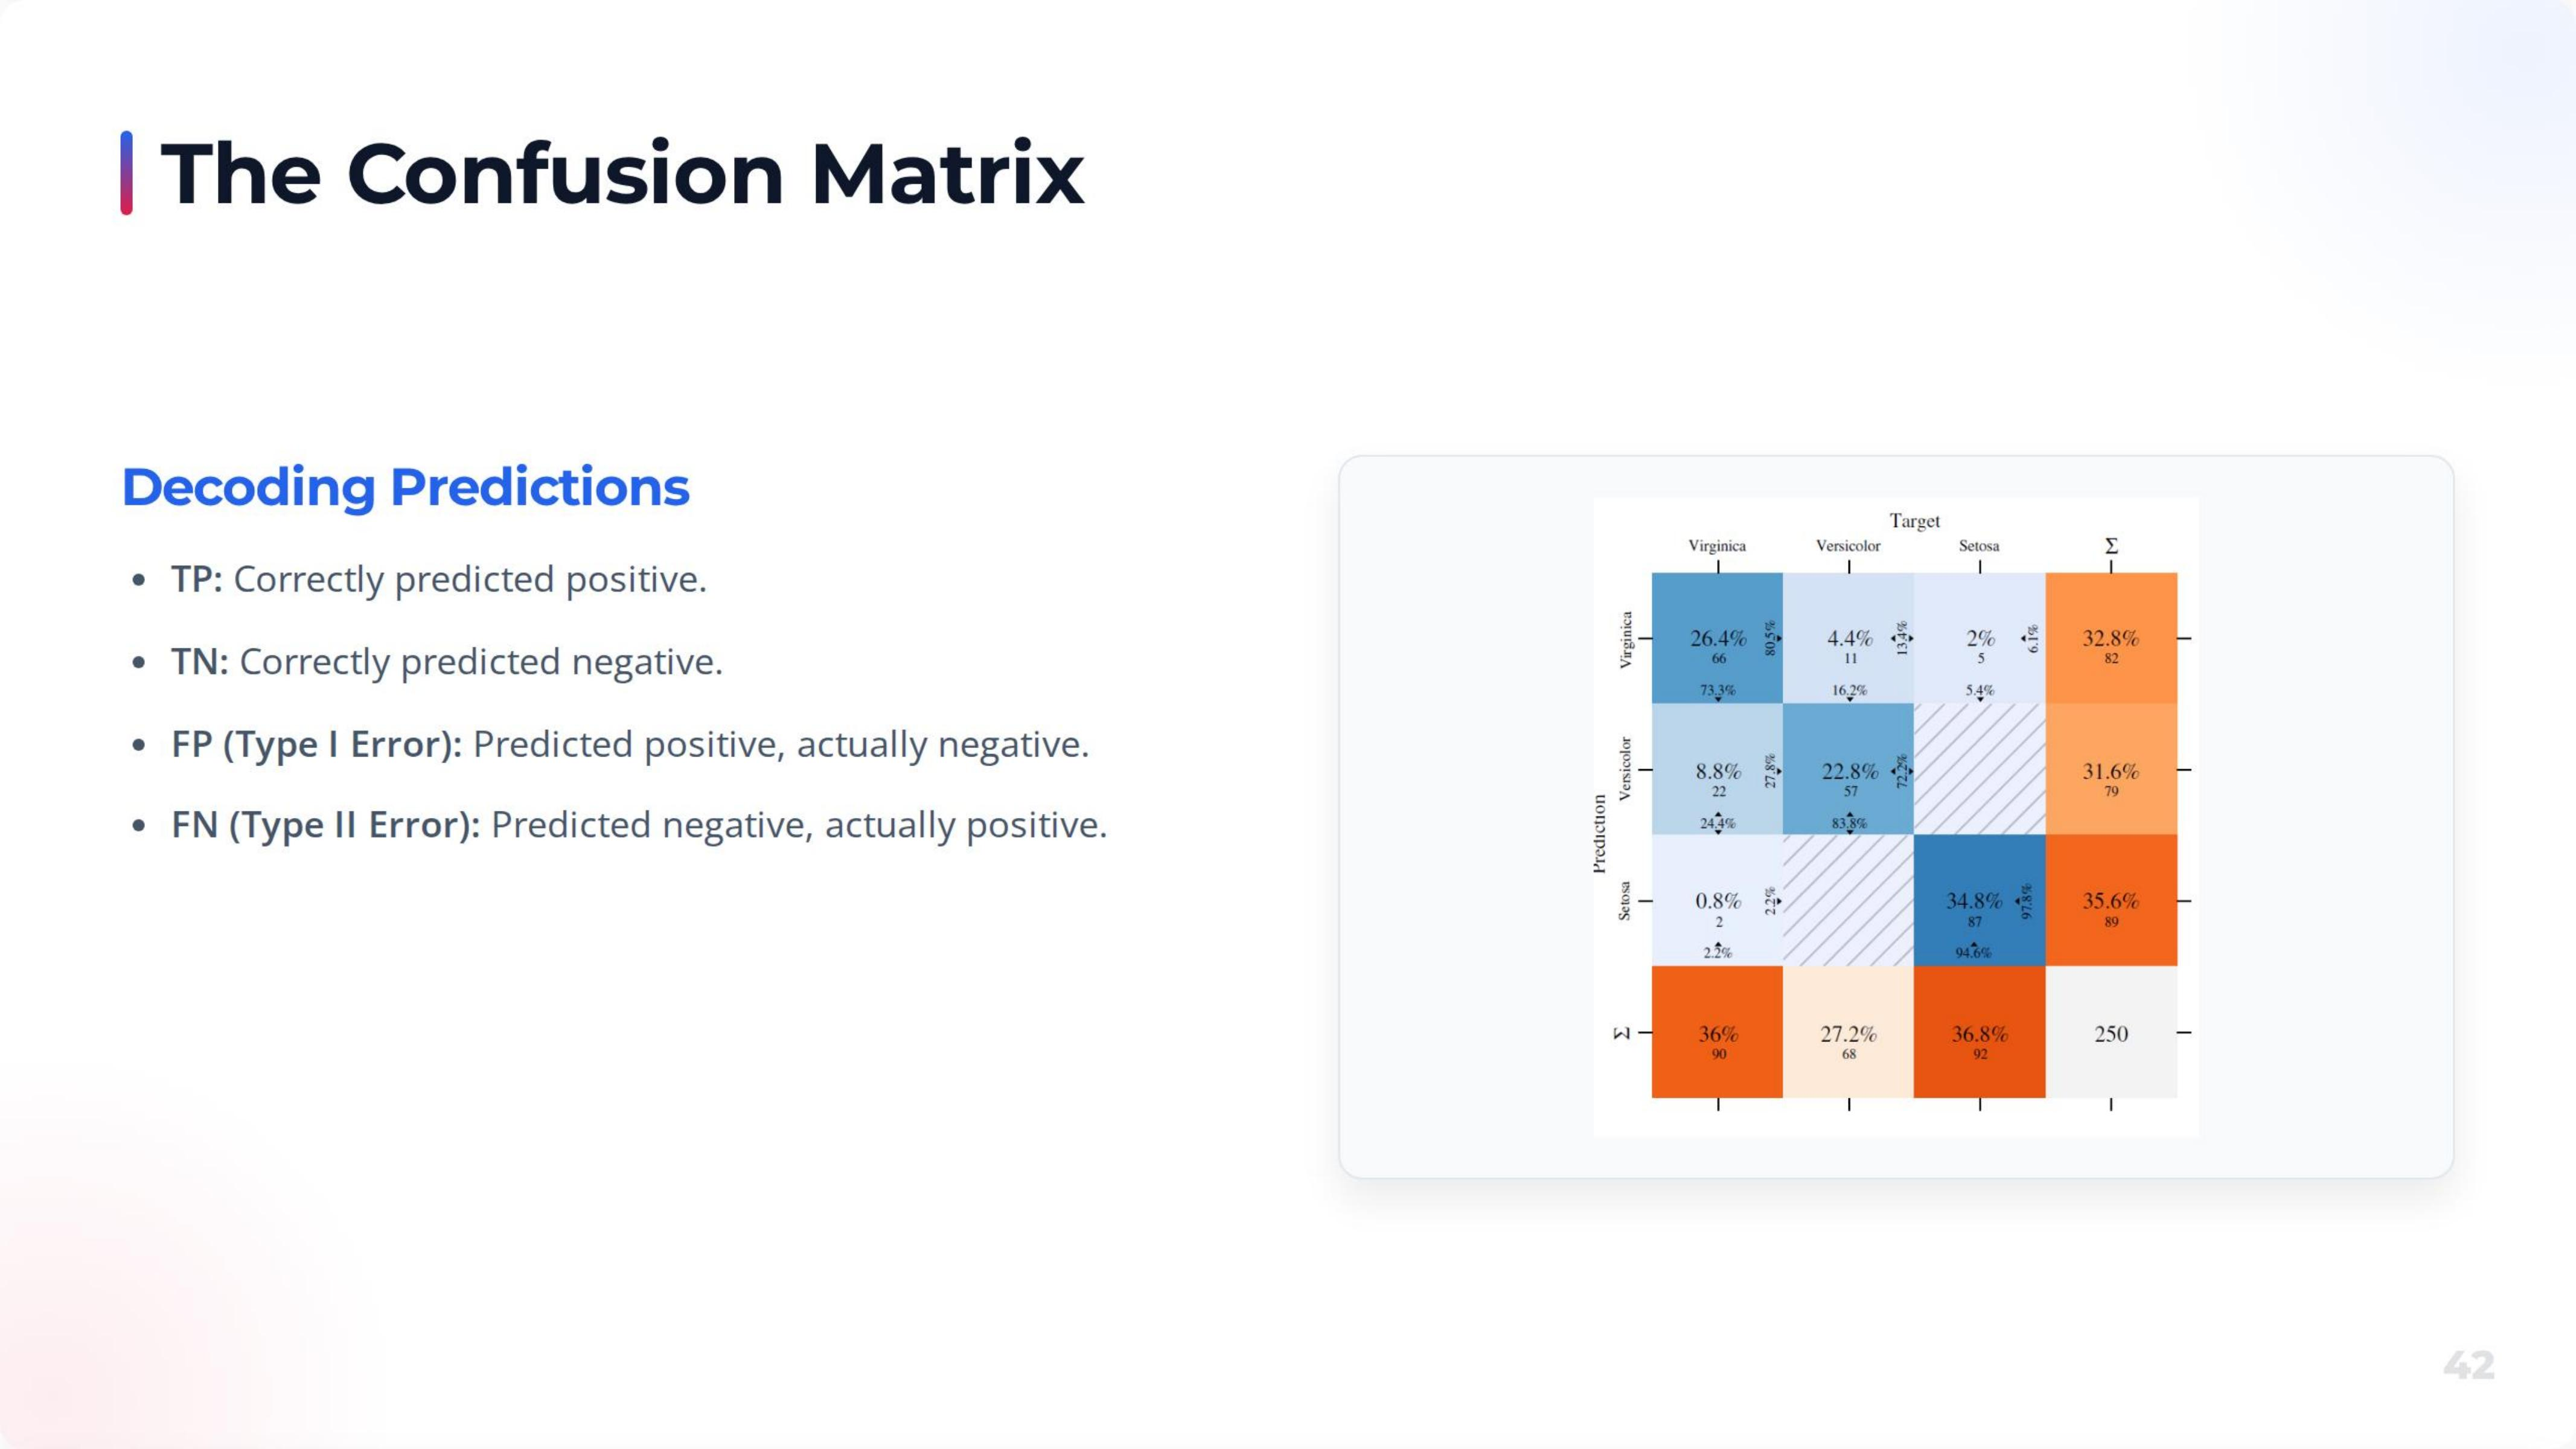 The Confusion Matrix
Decoding Predictions
• TP: Correctly predicted positive.
• TN: Correctly predicted negative.
• FP (Type I Error): Predicted positive, actually negative.
• FN (Type II Error): Predicted negative, actually positive.
Target
Virginica Versicolor Setosa Σ
Prediction
Virginica
26.4% 80.5% 4.4% 13.4% 2% 6.1% 32.8%
66 11 5 82
73.3% 16.2% 5.4%
Versicolor
8.8% 27.8% 22.8% 72.2% 31.6%
22 57 79
24.4% 83.8%
Setosa
0.8% 2.2% 34.8% 97.8% 35.6%
2 87 89
2.2% 94.6%
Σ
36% 27.2% 36.8% 250
90 68 92
42